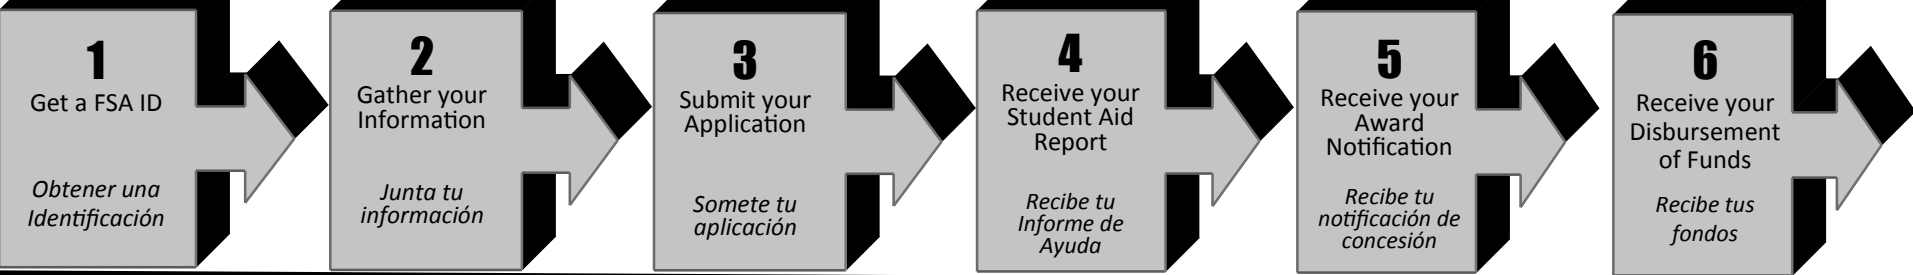 1
Get a FSA ID
Obtener una
Identificación
2
Gather your
Information
Junta tu
información
3
Submit your
Application
Somete tu
aplicación
4
Receive your
Student Aid
Report
Recibe tu
Informe de
Ayuda
5
Receive your
Award
Notification
Recibe tu
notificación de
concesión
6
Receive your
Disbursement
of Funds
Recibe tus
fondos